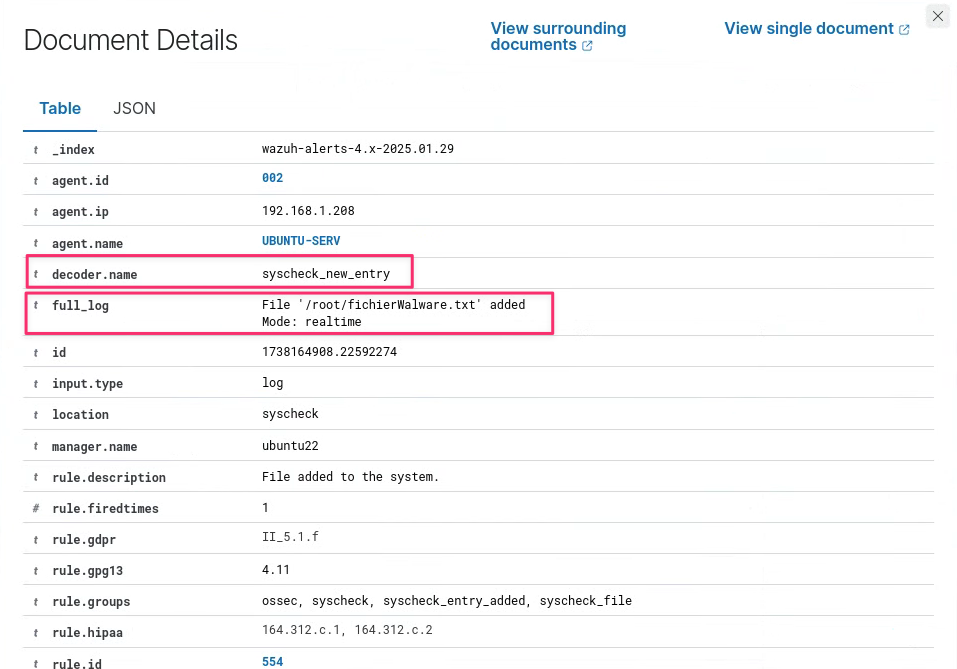 Document Details
View surrounding
documents
View single document
Table JSON
t _index wazuh-alerts-4.x-2025.01.29
t agent.id 002
t agent.ip 192.168.1.208
t agent.name UBUNTU-SERV
t decoder.name syscheck_new_entry
t full_log File '/root/fichierWalware.txt' added
Mode: realtime
t id 1738164908.22592274
t input.type log
t location syscheck
t manager.name ubuntu22
t rule.description File added to the system.
# rule.firedtimes 1
t rule.gdpr II_5.1.f
t rule.gpg13 4.11
t rule.groups ossec, syscheck, syscheck_entry_added, syscheck_file
t rule.hipaa 164.312.c.1, 164.312.c.2
t rule.id 554